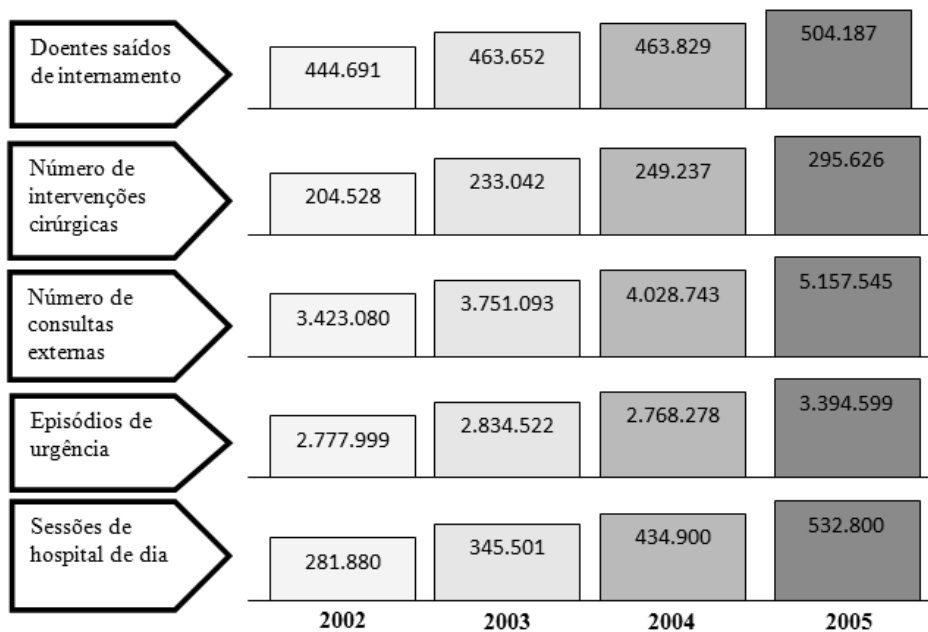 Doentes saídos
de internamento
444.691
463.652
463.829
504.187
Número de
intervenções
cirúrgicas
204.528
233.042
249.237
295.626
Número de
consultas
externas
3.423.080
3.751.093
4.028.743
5.157.545
Episódios de
urgência
2.777.999
2.834.522
2.768.278
3.394.599
Sessões de
hospital de dia
281.880
345.501
434.900
532.800
2002
2003
2004
2005